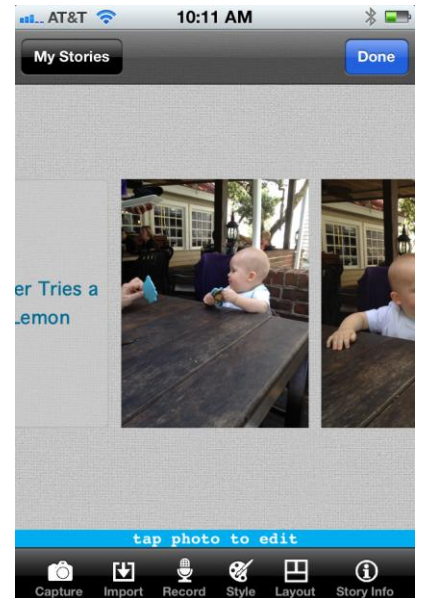 AT&T 10:11 AM
My Stories Done
er Tries a
Lemon
tap photo to edit
Capture Import Record Style Layout Story Info